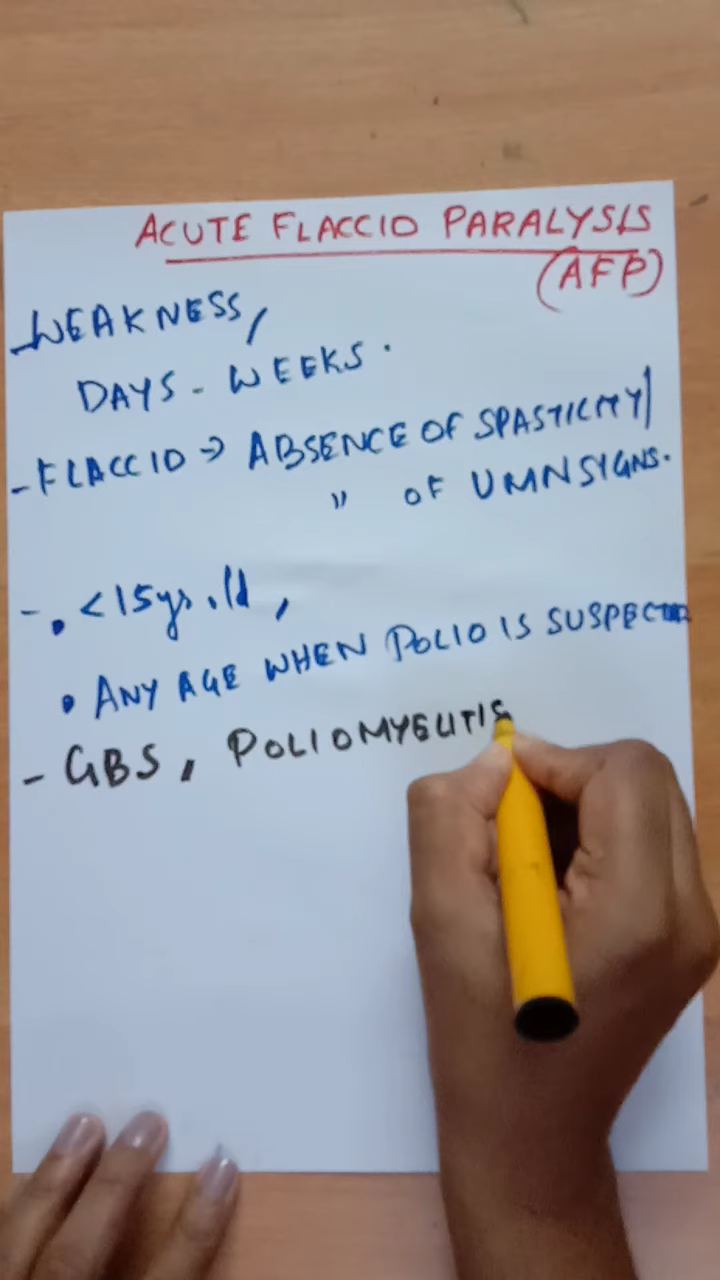 ACUTE FLACCID PARALYSIS
(AFP)
WEAKNESS,
DAYS - WEEKS.
- FLACCID → ABSENCE OF SPASTICITY/
" OF UMN SIGNS.
- • <15yrs old,
• ANY AGE WHEN POLIO IS SUSPECTED
- GBS, POLIOMYELITIS